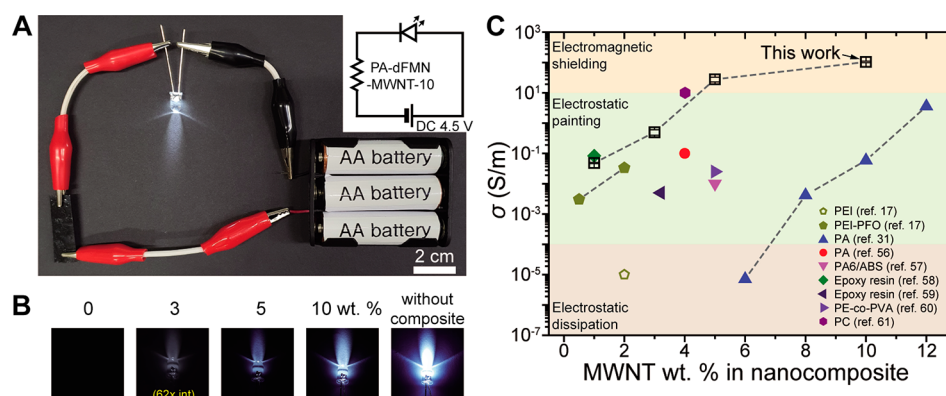 A
PA-dFMN
-MWNT-10
DC 4.5 V
AA battery
AA battery
AA battery
2 cm
B
0
3
5
10 wt. %
without
composite
(62x int)
C
σ (S/m)
10³
10¹
10⁻¹
10⁻³
10⁻⁵
10⁻⁷
Electromagnetic
shielding
This work
Electrostatic
painting
Electrostatic
dissipation
PEI (ref. 17)
PEI-PFO (ref. 17)
PA (ref. 31)
PA (ref. 56)
PA6/ABS (ref. 57)
Epoxy resin (ref. 58)
Epoxy resin (ref. 59)
PE-co-PVA (ref. 60)
PC (ref. 61)
0 2 4 6 8 10 12
MWNT wt. % in nanocomposite